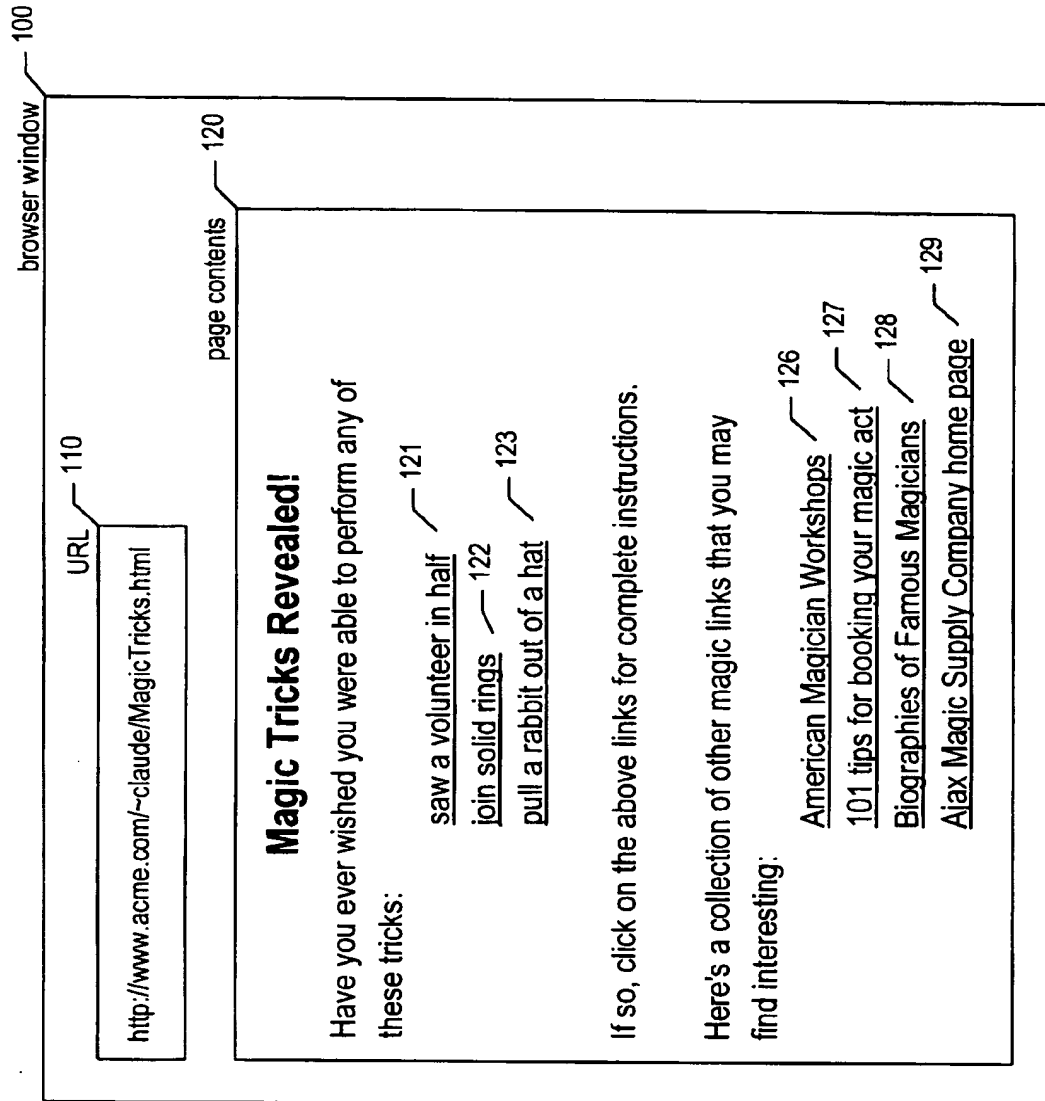 browser window 100
URL 110
http://www.acme.com/~claude/MagicTricks.html
page contents 120
Magic Tricks Revealed!
Have you ever wished you were able to perform any of
these tricks:
saw a volunteer in half 121
join solid rings 122
pull a rabbit out of a hat 123
If so, click on the above links for complete instructions.
Here's a collection of other magic links that you may
find interesting:
American Magician Workshops 126
101 tips for booking your magic act 127
Biographies of Famous Magicians 128
Ajax Magic Supply Company home page 129